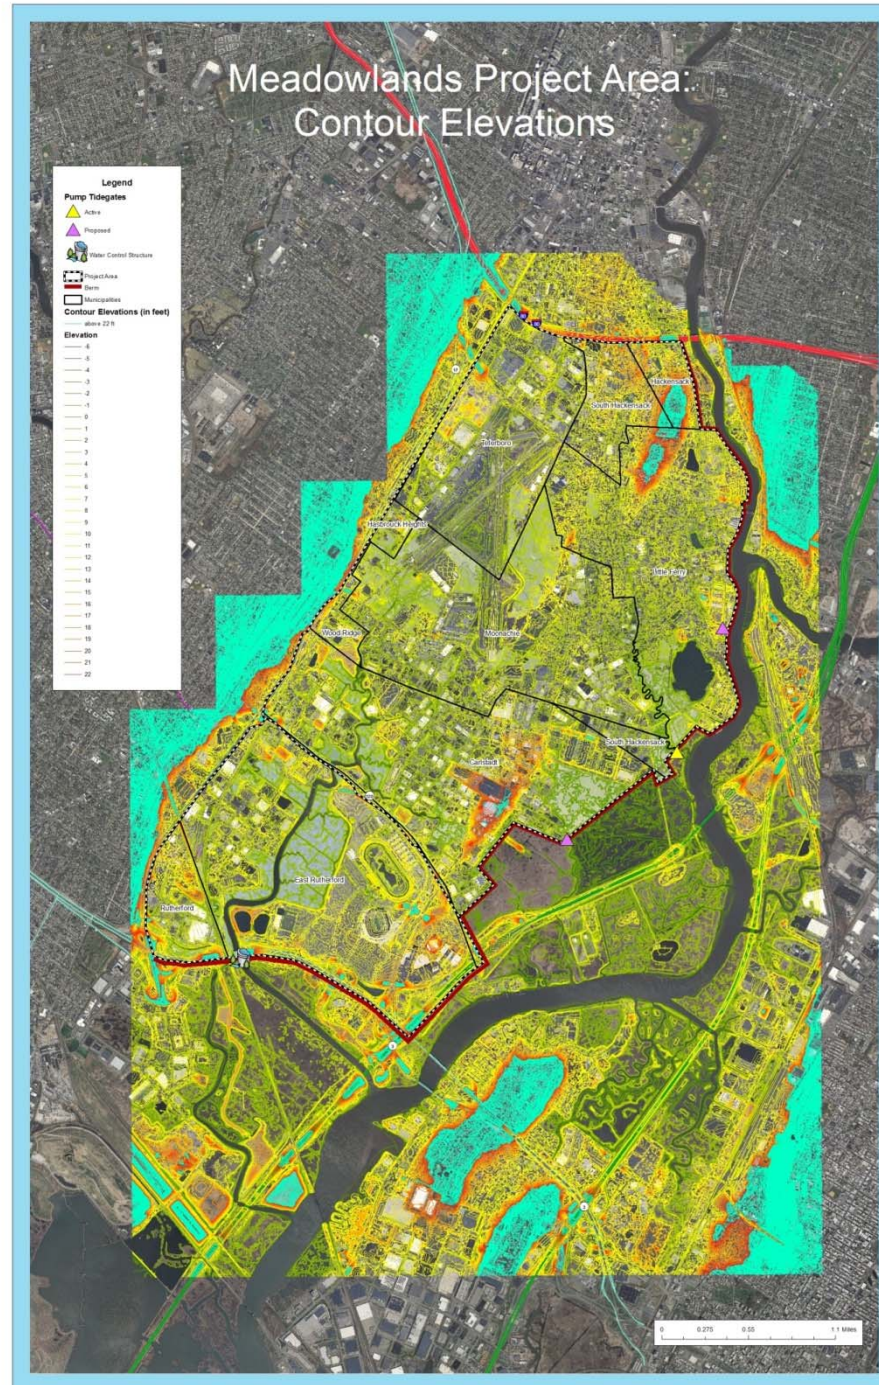 Meadowlands Project Area:
Contour Elevations
Legend
Pump Tidegates
Active
Proposed
Water Control Structure
Project Area
Berm
Municipalities
Contour Elevations (in feet)
above 22 ft
Elevation
-6
-5
-4
-3
-2
-1
0
1
2
3
4
5
6
7
8
9
10
11
12
13
14
15
16
17
18
19
20
21
22
Hackensack
South Hackensack
Teterboro
Hasbrouck Heights
Little Ferry
Wood-Ridge
Moonachie
South Hackensack
Carlstadt
East Rutherford
Rutherford
3
3
0 0.275 0.55 1.1 Miles